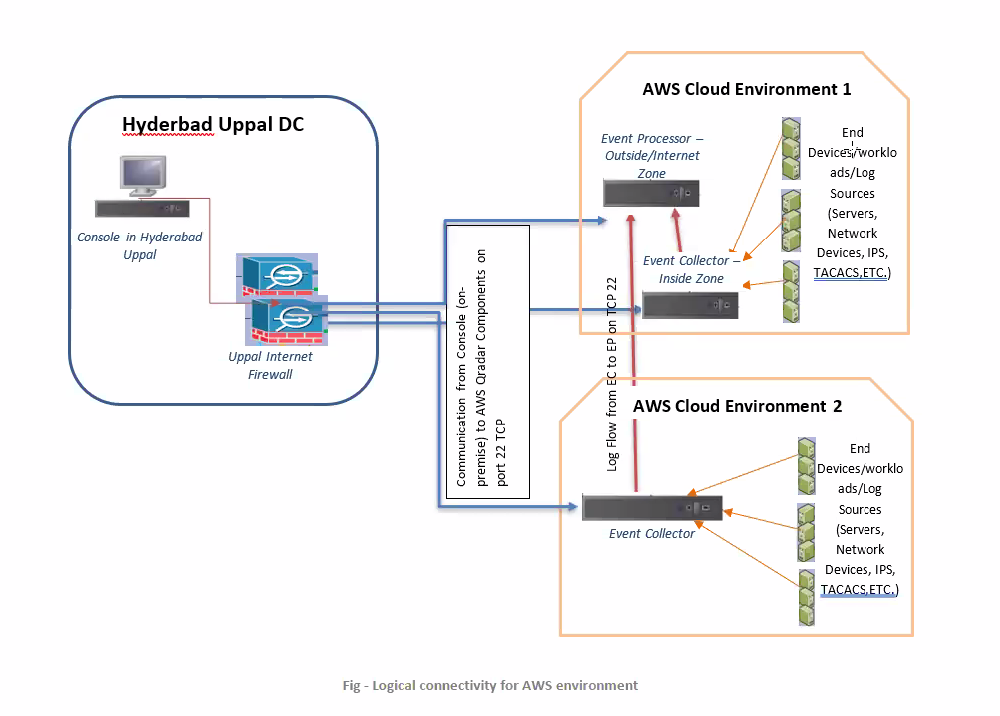 Hyderbad Uppal DC
Console in Hyderabad
Uppal
Uppal Internet
Firewall
Communication from Console (on-
premise) to AWS Qradar Components on
port 22 TCP
Log Flow from EC to EP on TCP 22
AWS Cloud Environment 1
Event Processor –
Outside/Internet
Zone
Event Collector –
Inside Zone
End
Devices/worklo
ads/Log
Sources
(Servers,
Network
Devices, IPS,
TACACS,ETC.)
AWS Cloud Environment 2
Event Collector
End
Devices/worklo
ads/Log
Sources
(Servers,
Network
Devices, IPS,
TACACS,ETC.)
Fig - Logical connectivity for AWS environment